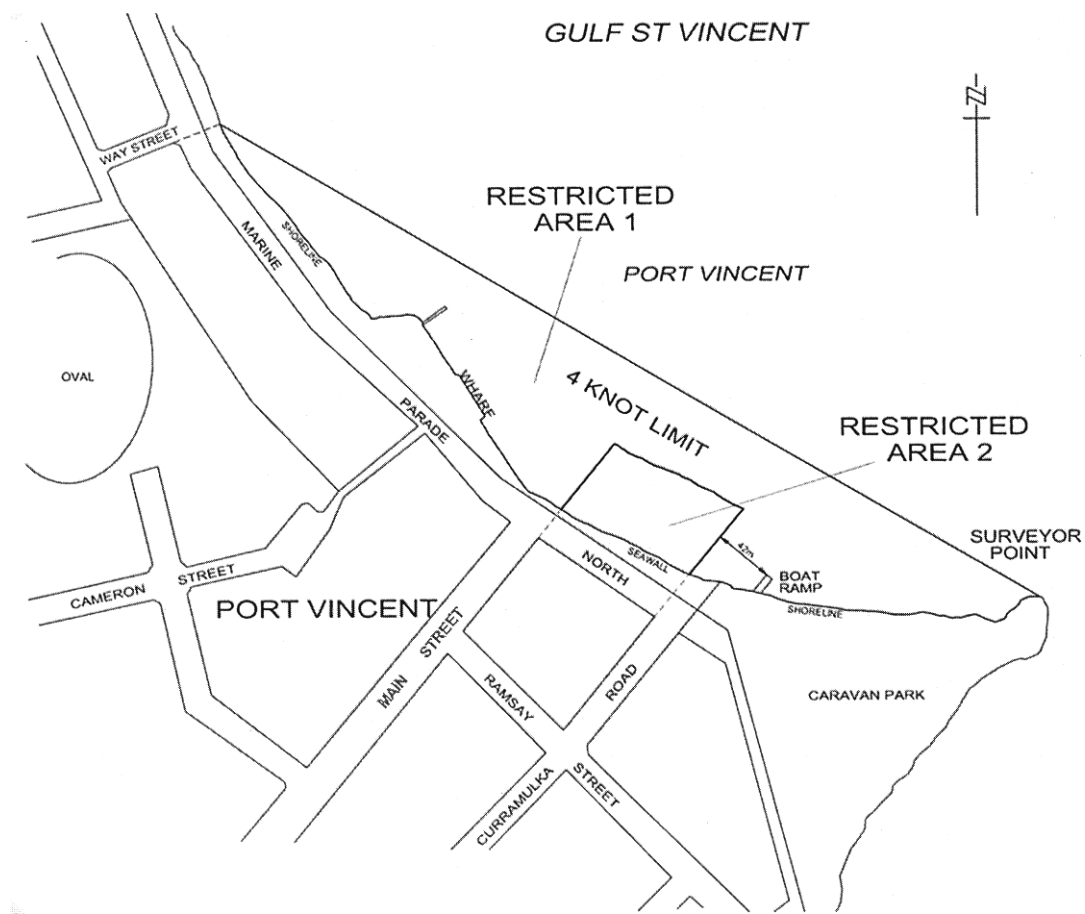 GULF ST VINCENT
N
WAY STREET
RESTRICTED
AREA 1
MARINE
SHORELINE
PORT VINCENT
OVAL
WHARF
4 KNOT LIMIT
PARADE
RESTRICTED
AREA 2
SURVEYOR
POINT
42m
SEAWALL
BOAT
RAMP
NORTH
SHORELINE
CAMERON STREET
PORT VINCENT
MAIN STREET
RAMSAY STREET
CURRAMULKA ROAD
CARAVAN PARK